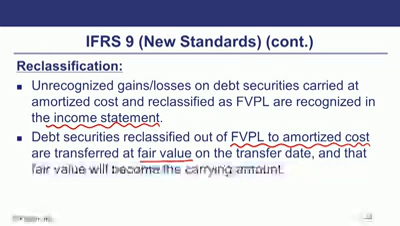 IFRS 9 (New Standards) (cont.)
Reclassification:
Unrecognized gains/losses on debt securities carried at
amortized cost and reclassified as FVPL are recognized in
the income statement.
Debt securities reclassified out of FVPL to amortized cost
are transferred at fair value on the transfer date, and that
fair value will become the carrying amount.